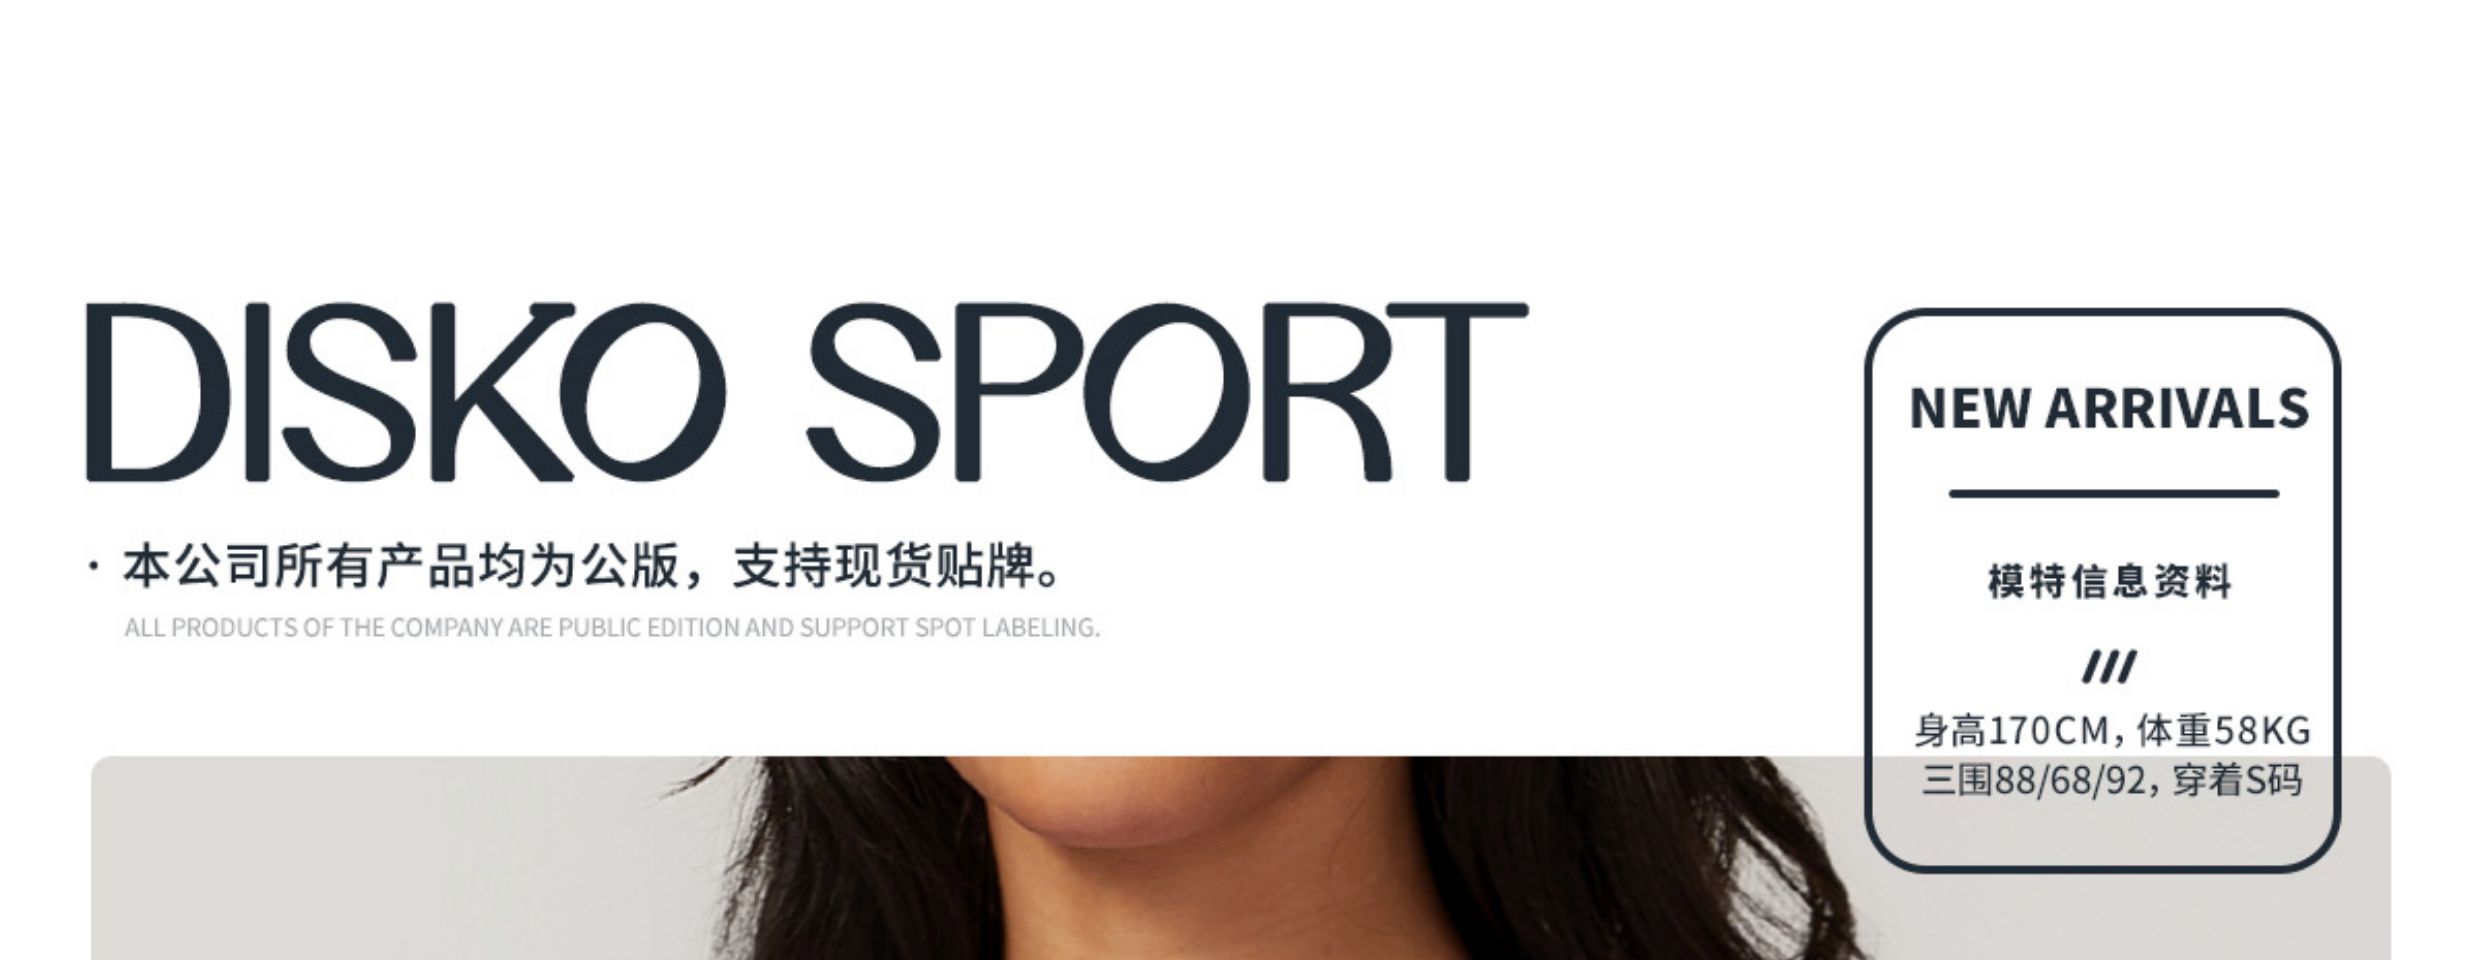 DISKO SPORT
· 本公司所有产品均为公版，支持现货贴牌。
ALL PRODUCTS OF THE COMPANY ARE PUBLIC EDITION AND SUPPORT SPOT LABELING.
NEW ARRIVALS
模特信息资料
身高170CM, 体重58KG
三围88/68/92, 穿着S码